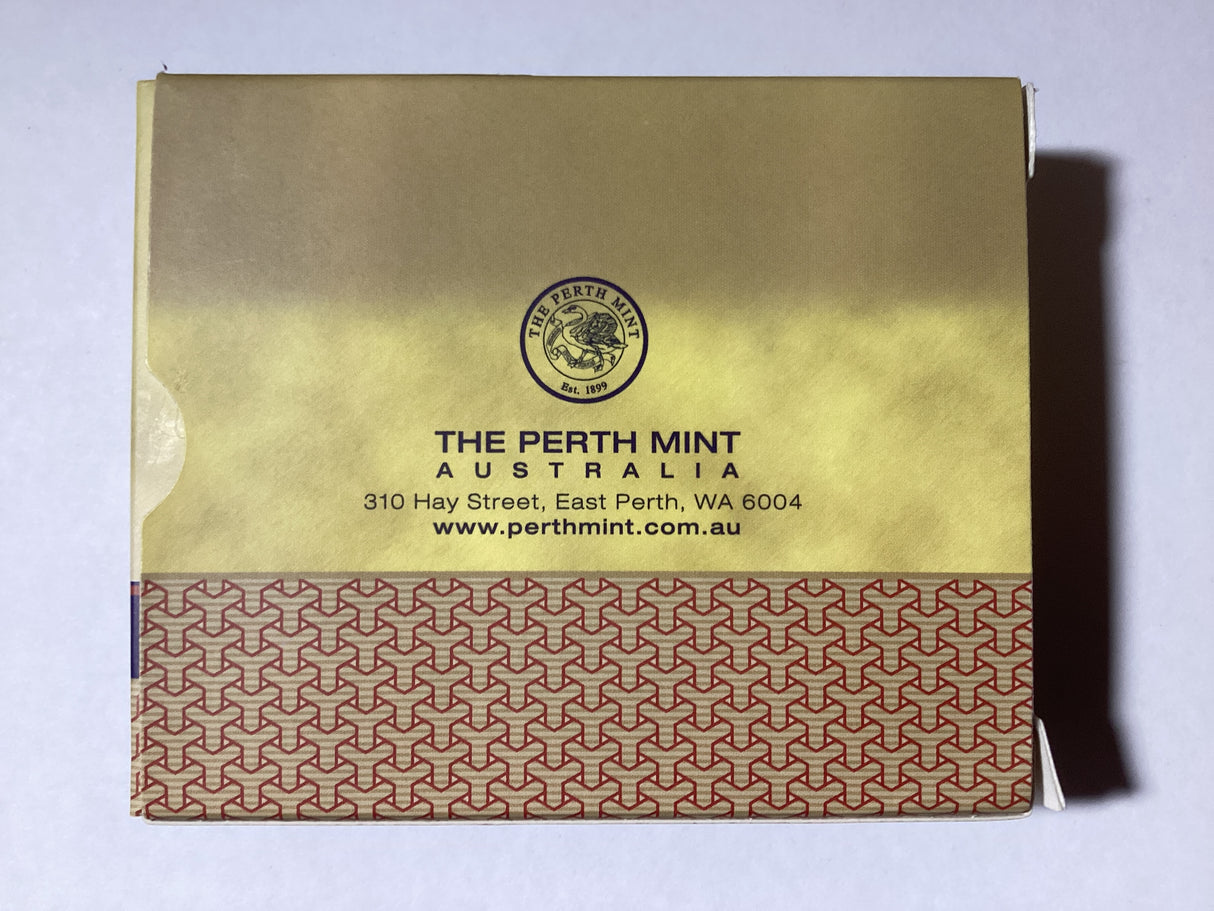 THE PERTH MINT
Est. 1899
THE PERTH MINT
AUSTRALIA
310 Hay Street, East Perth, WA 6004
www.perthmint.com.au